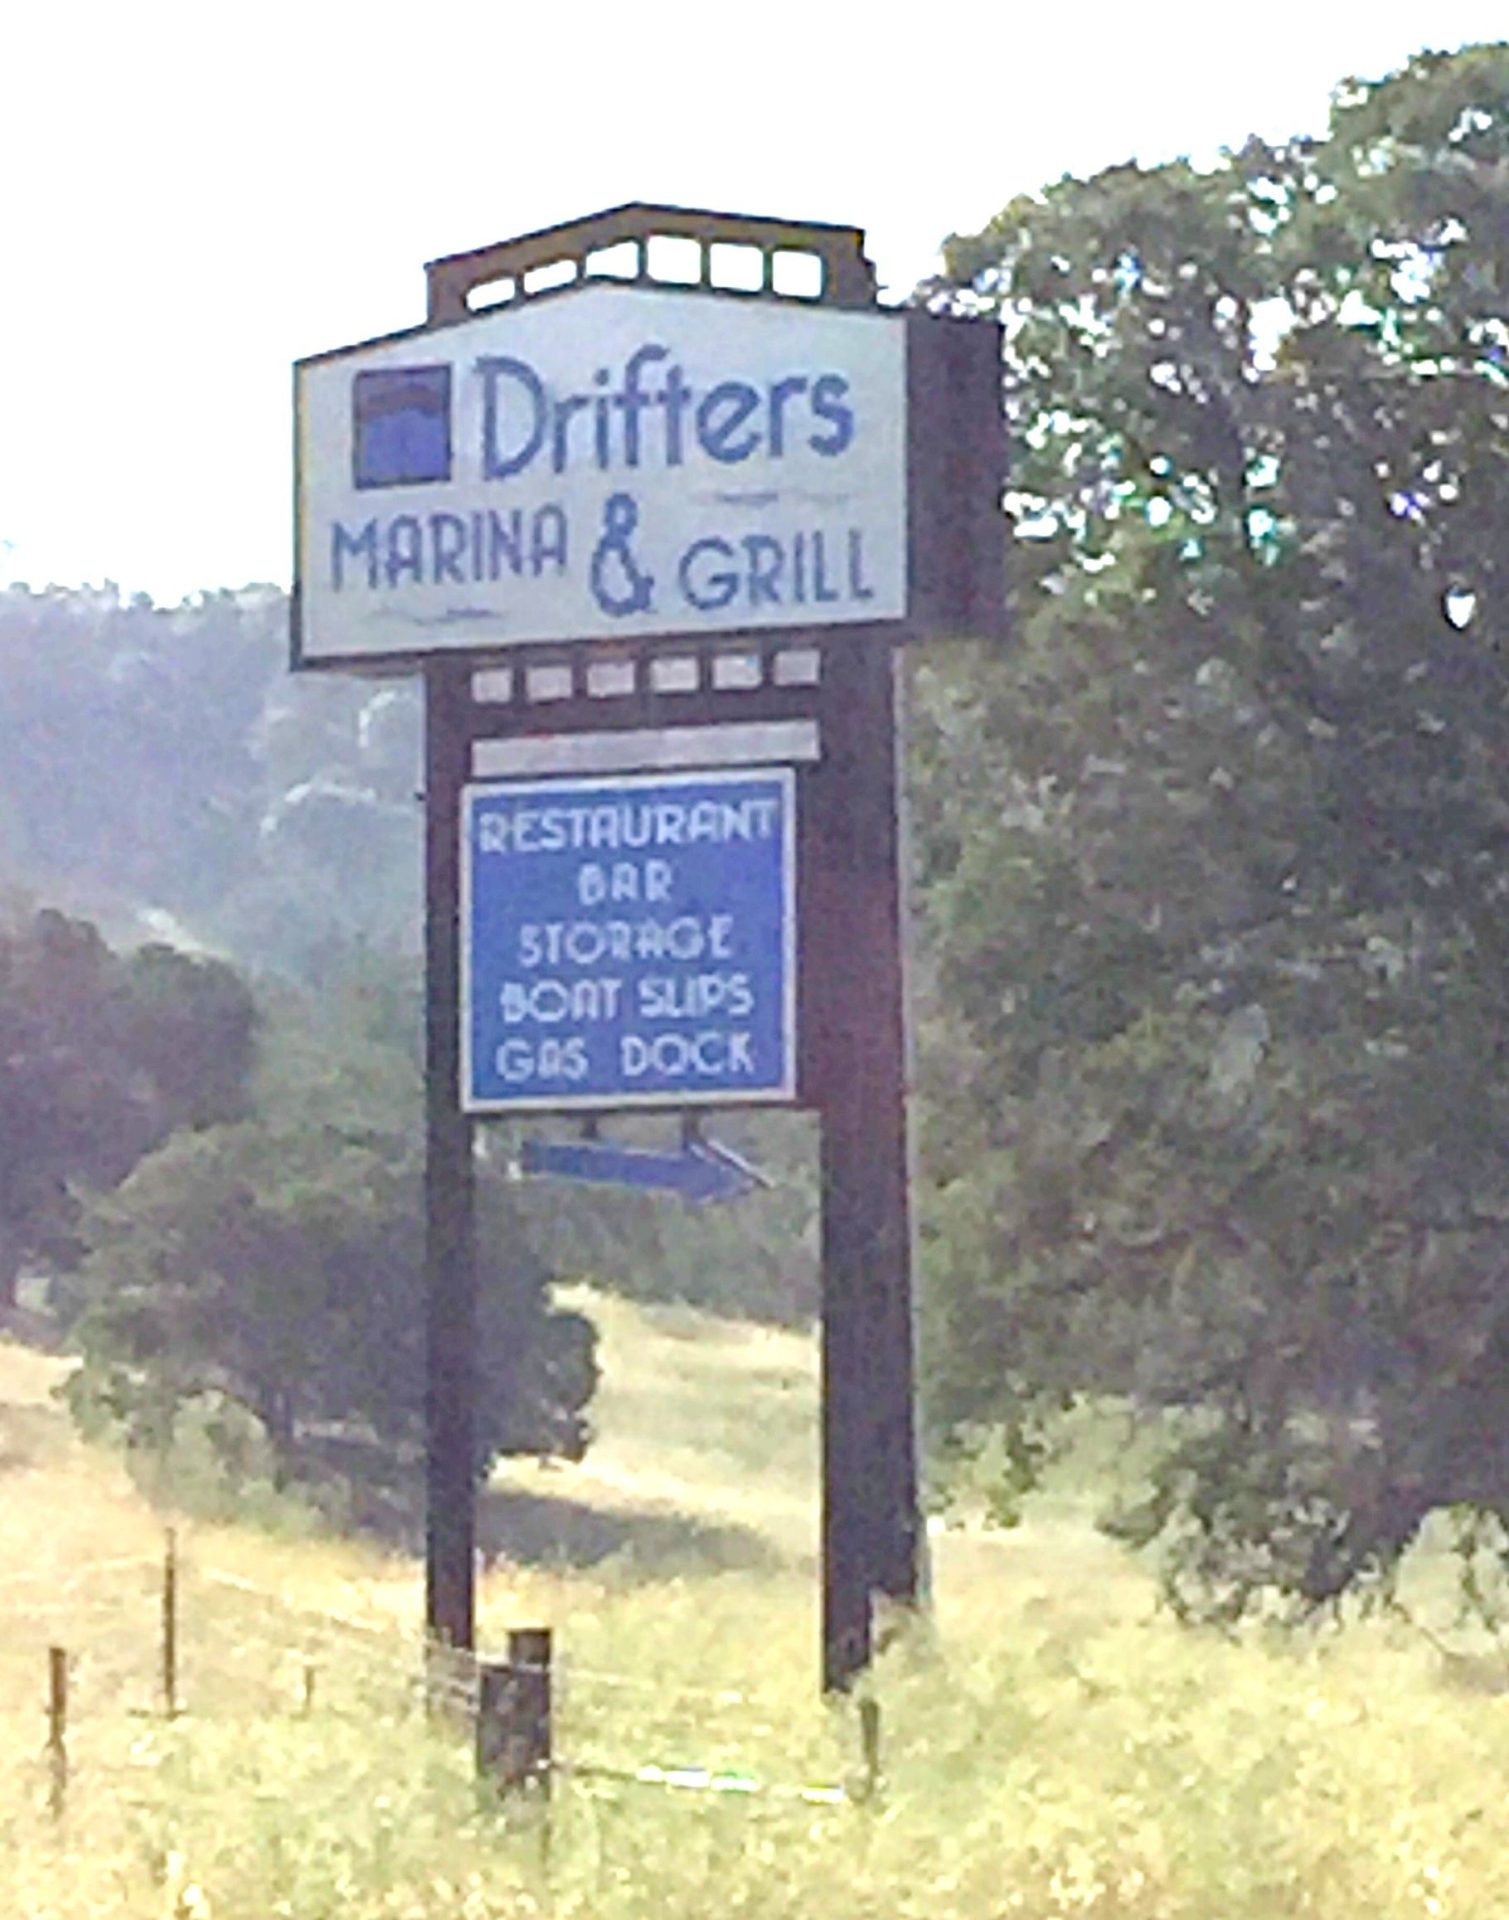 Drifters
MARINA & GRILL
RESTAURANT
BAR
STORAGE
BOAT SLIPS
GAS DOCK